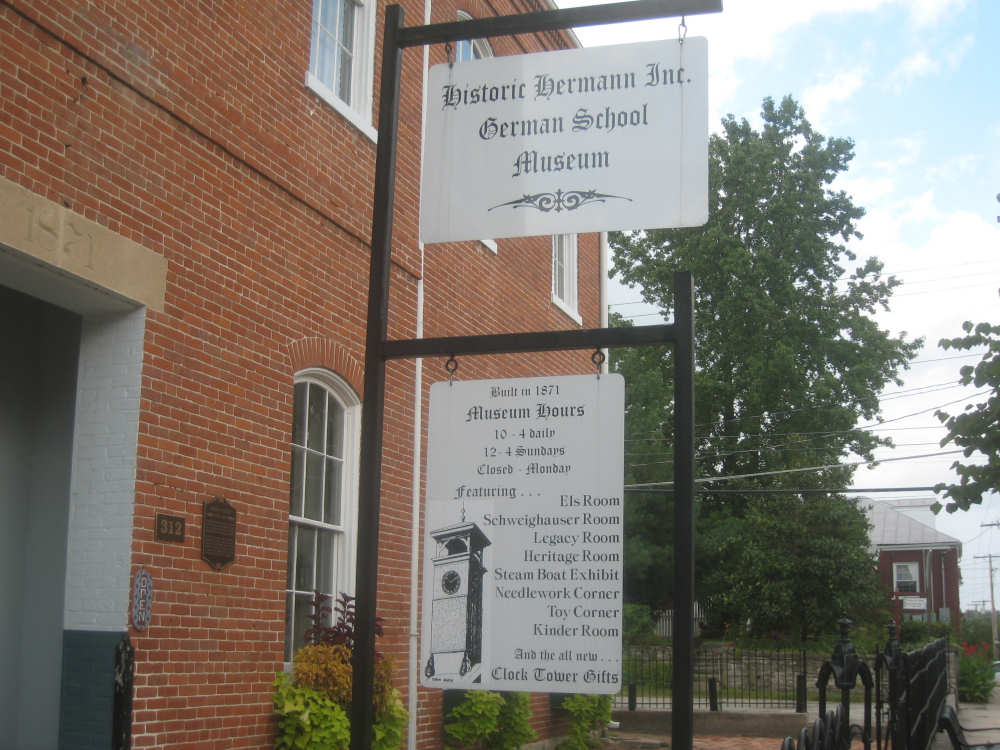 Historic Hermann Inc.
German School
Museum
1871
Built in 1871
Museum Hours
10 - 4 daily
12 - 4 Sundays
Closed - Monday
Featuring . . .
Els Room
Schweighauser Room
Legacy Room
Heritage Room
Steam Boat Exhibit
Needlework Corner
Toy Corner
Kinder Room
And the all new . . .
Clock Tower Gifts
312
OPEN